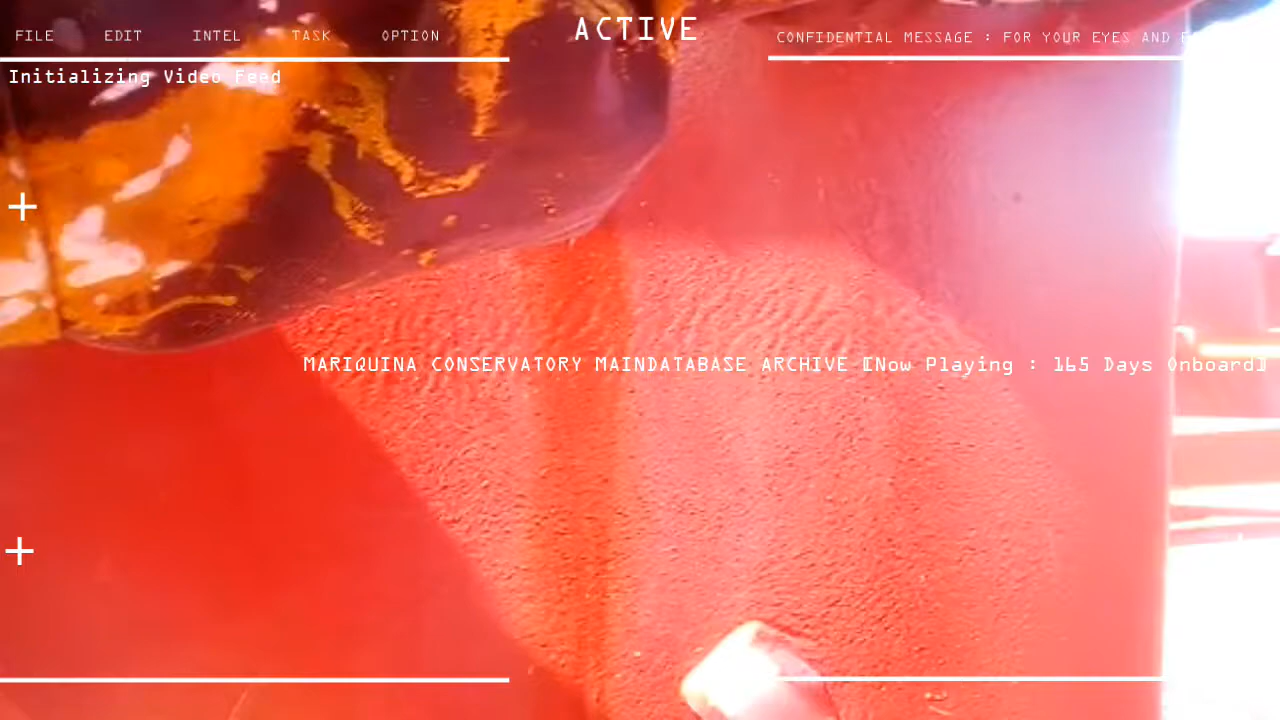 FILE EDIT INTEL TASK OPTION
ACTIVE
CONFIDENTIAL MESSAGE : FOR YOUR EYES AND
Initializing Video Feed
MARIQUINA CONSERVATORY MAINDATABASE ARCHIVE [Now Playing : 165 Days Onboard]